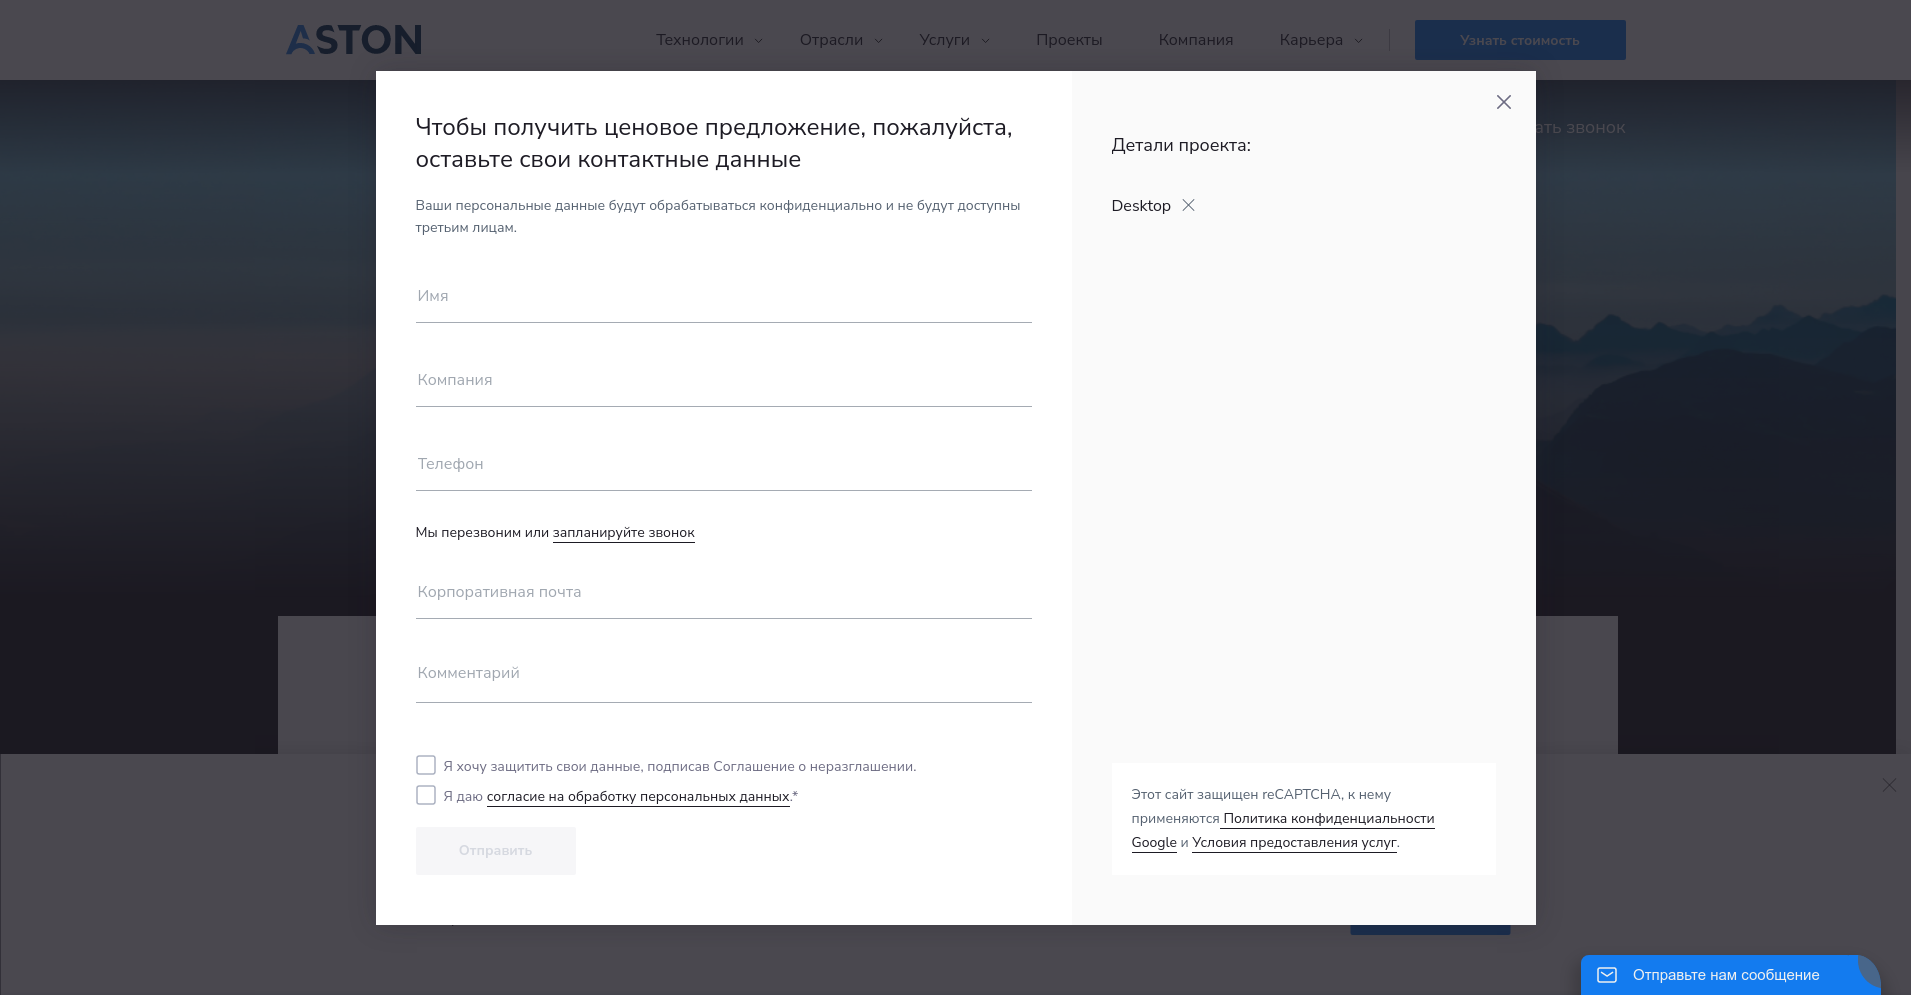 ASTON
Технологии
Отрасли
Услуги
Проекты
Компания
Карьера
Узнать стоимость
ать звонок
Чтобы получить ценовое предложение, пожалуйста,
оставьте свои контактные данные
Ваши персональные данные будут обрабатываться конфиденциально и не будут доступны
третьим лицам.
Имя
Компания
Телефон
Мы перезвоним или запланируйте звонок
Корпоративная почта
Комментарий
Я хочу защитить свои данные, подписав Соглашение о неразглашении.
Я даю согласие на обработку персональных данных.*
Отправить
Детали проекта:
Desktop
Этот сайт защищен reCAPTCHA, к нему
применяются Политика конфиденциальности
Google и Условия предоставления услуг.
Отправьте нам сообщение